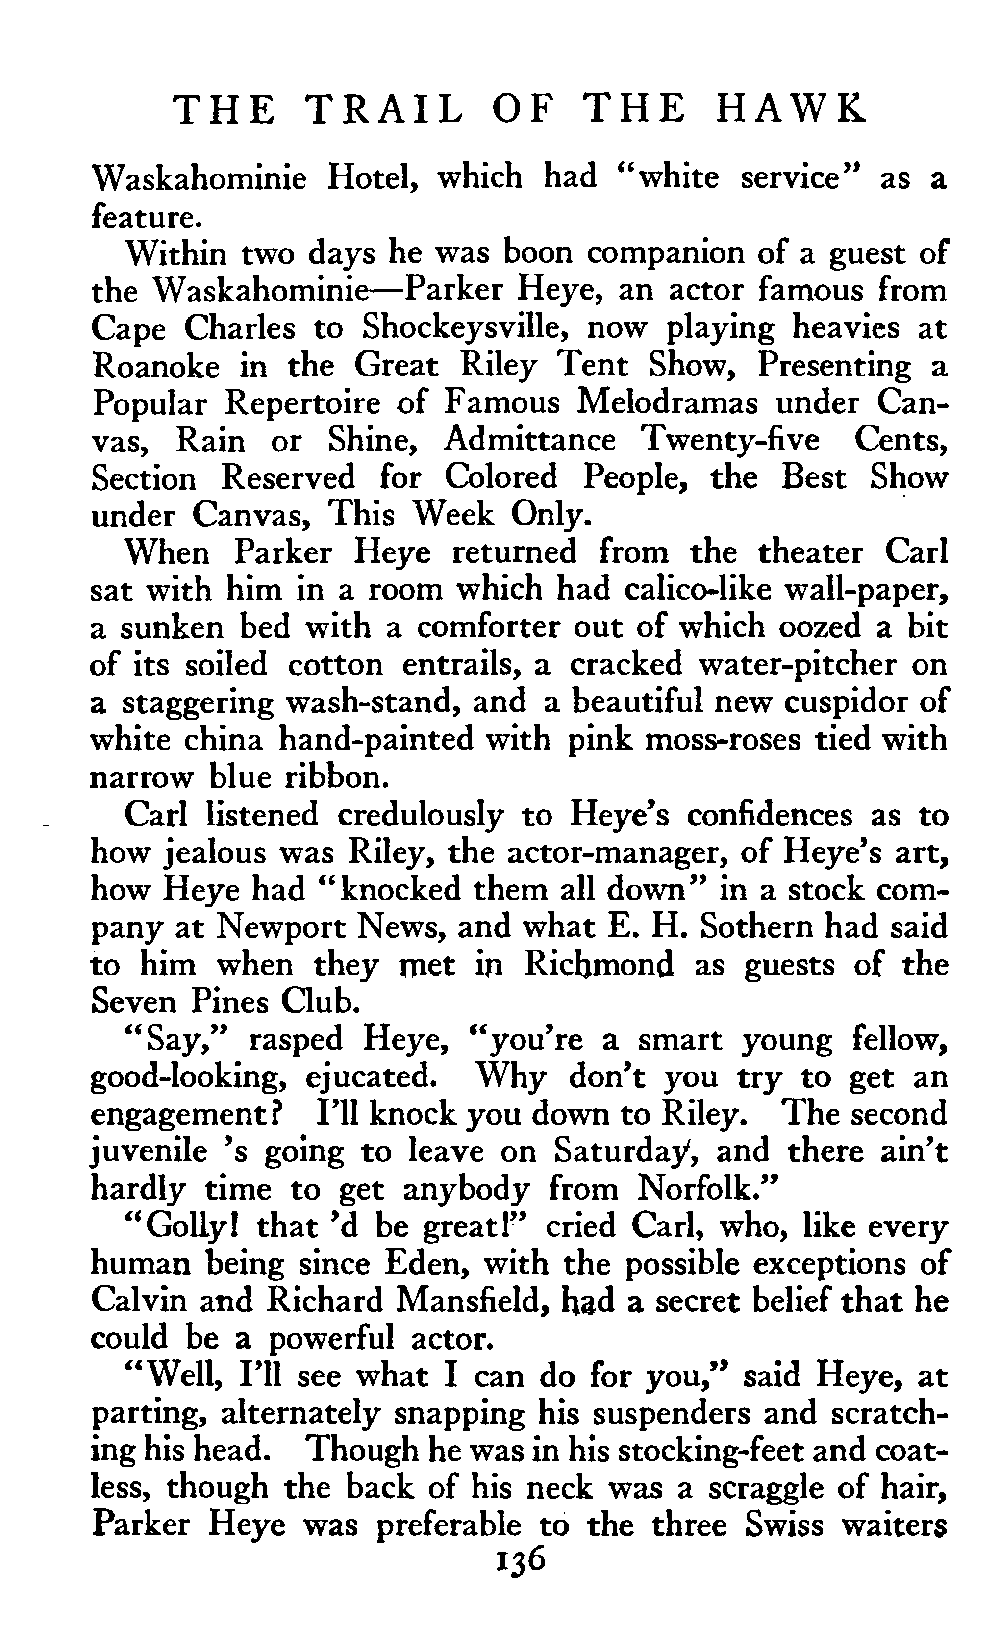 THE TRAIL OF THE HAWK
Waskahominie Hotel, which had "white service" as a
feature.
Within two days he was boon companion of a guest of
the Waskahominie—Parker Heye, an actor famous from
Cape Charles to Shockeysville, now playing heavies at
Roanoke in the Great Riley Tent Show, Presenting a
Popular Repertoire of Famous Melodramas under Can-
vas, Rain or Shine, Admittance Twenty-five Cents,
Section Reserved for Colored People, the Best Show
under Canvas, This Week Only.
When Parker Heye returned from the theater Carl
sat with him in a room which had calico-like wall-paper,
a sunken bed with a comforter out of which oozed a bit
of its soiled cotton entrails, a cracked water-pitcher on
a staggering wash-stand, and a beautiful new cuspidor of
white china hand-painted with pink moss-roses tied with
narrow blue ribbon.
Carl listened credulously to Heye's confidences as to
how jealous was Riley, the actor-manager, of Heye's art,
how Heye had "knocked them all down" in a stock com-
pany at Newport News, and what E. H. Sothern had said
to him when they met in Richmond as guests of the
Seven Pines Club.
"Say," rasped Heye, "you're a smart young fellow,
good-looking, ejucated. Why don't you try to get an
engagement? I'll knock you down to Riley. The second
juvenile 's going to leave on Saturday, and there ain't
hardly time to get anybody from Norfolk."
"Golly! that 'd be great!" cried Carl, who, like every
human being since Eden, with the possible exceptions of
Calvin and Richard Mansfield, had a secret belief that he
could be a powerful actor.
"Well, I'll see what I can do for you," said Heye, at
parting, alternately snapping his suspenders and scratch-
ing his head. Though he was in his stocking-feet and coat-
less, though the back of his neck was a scraggle of hair,
Parker Heye was preferable to the three Swiss waiters
136